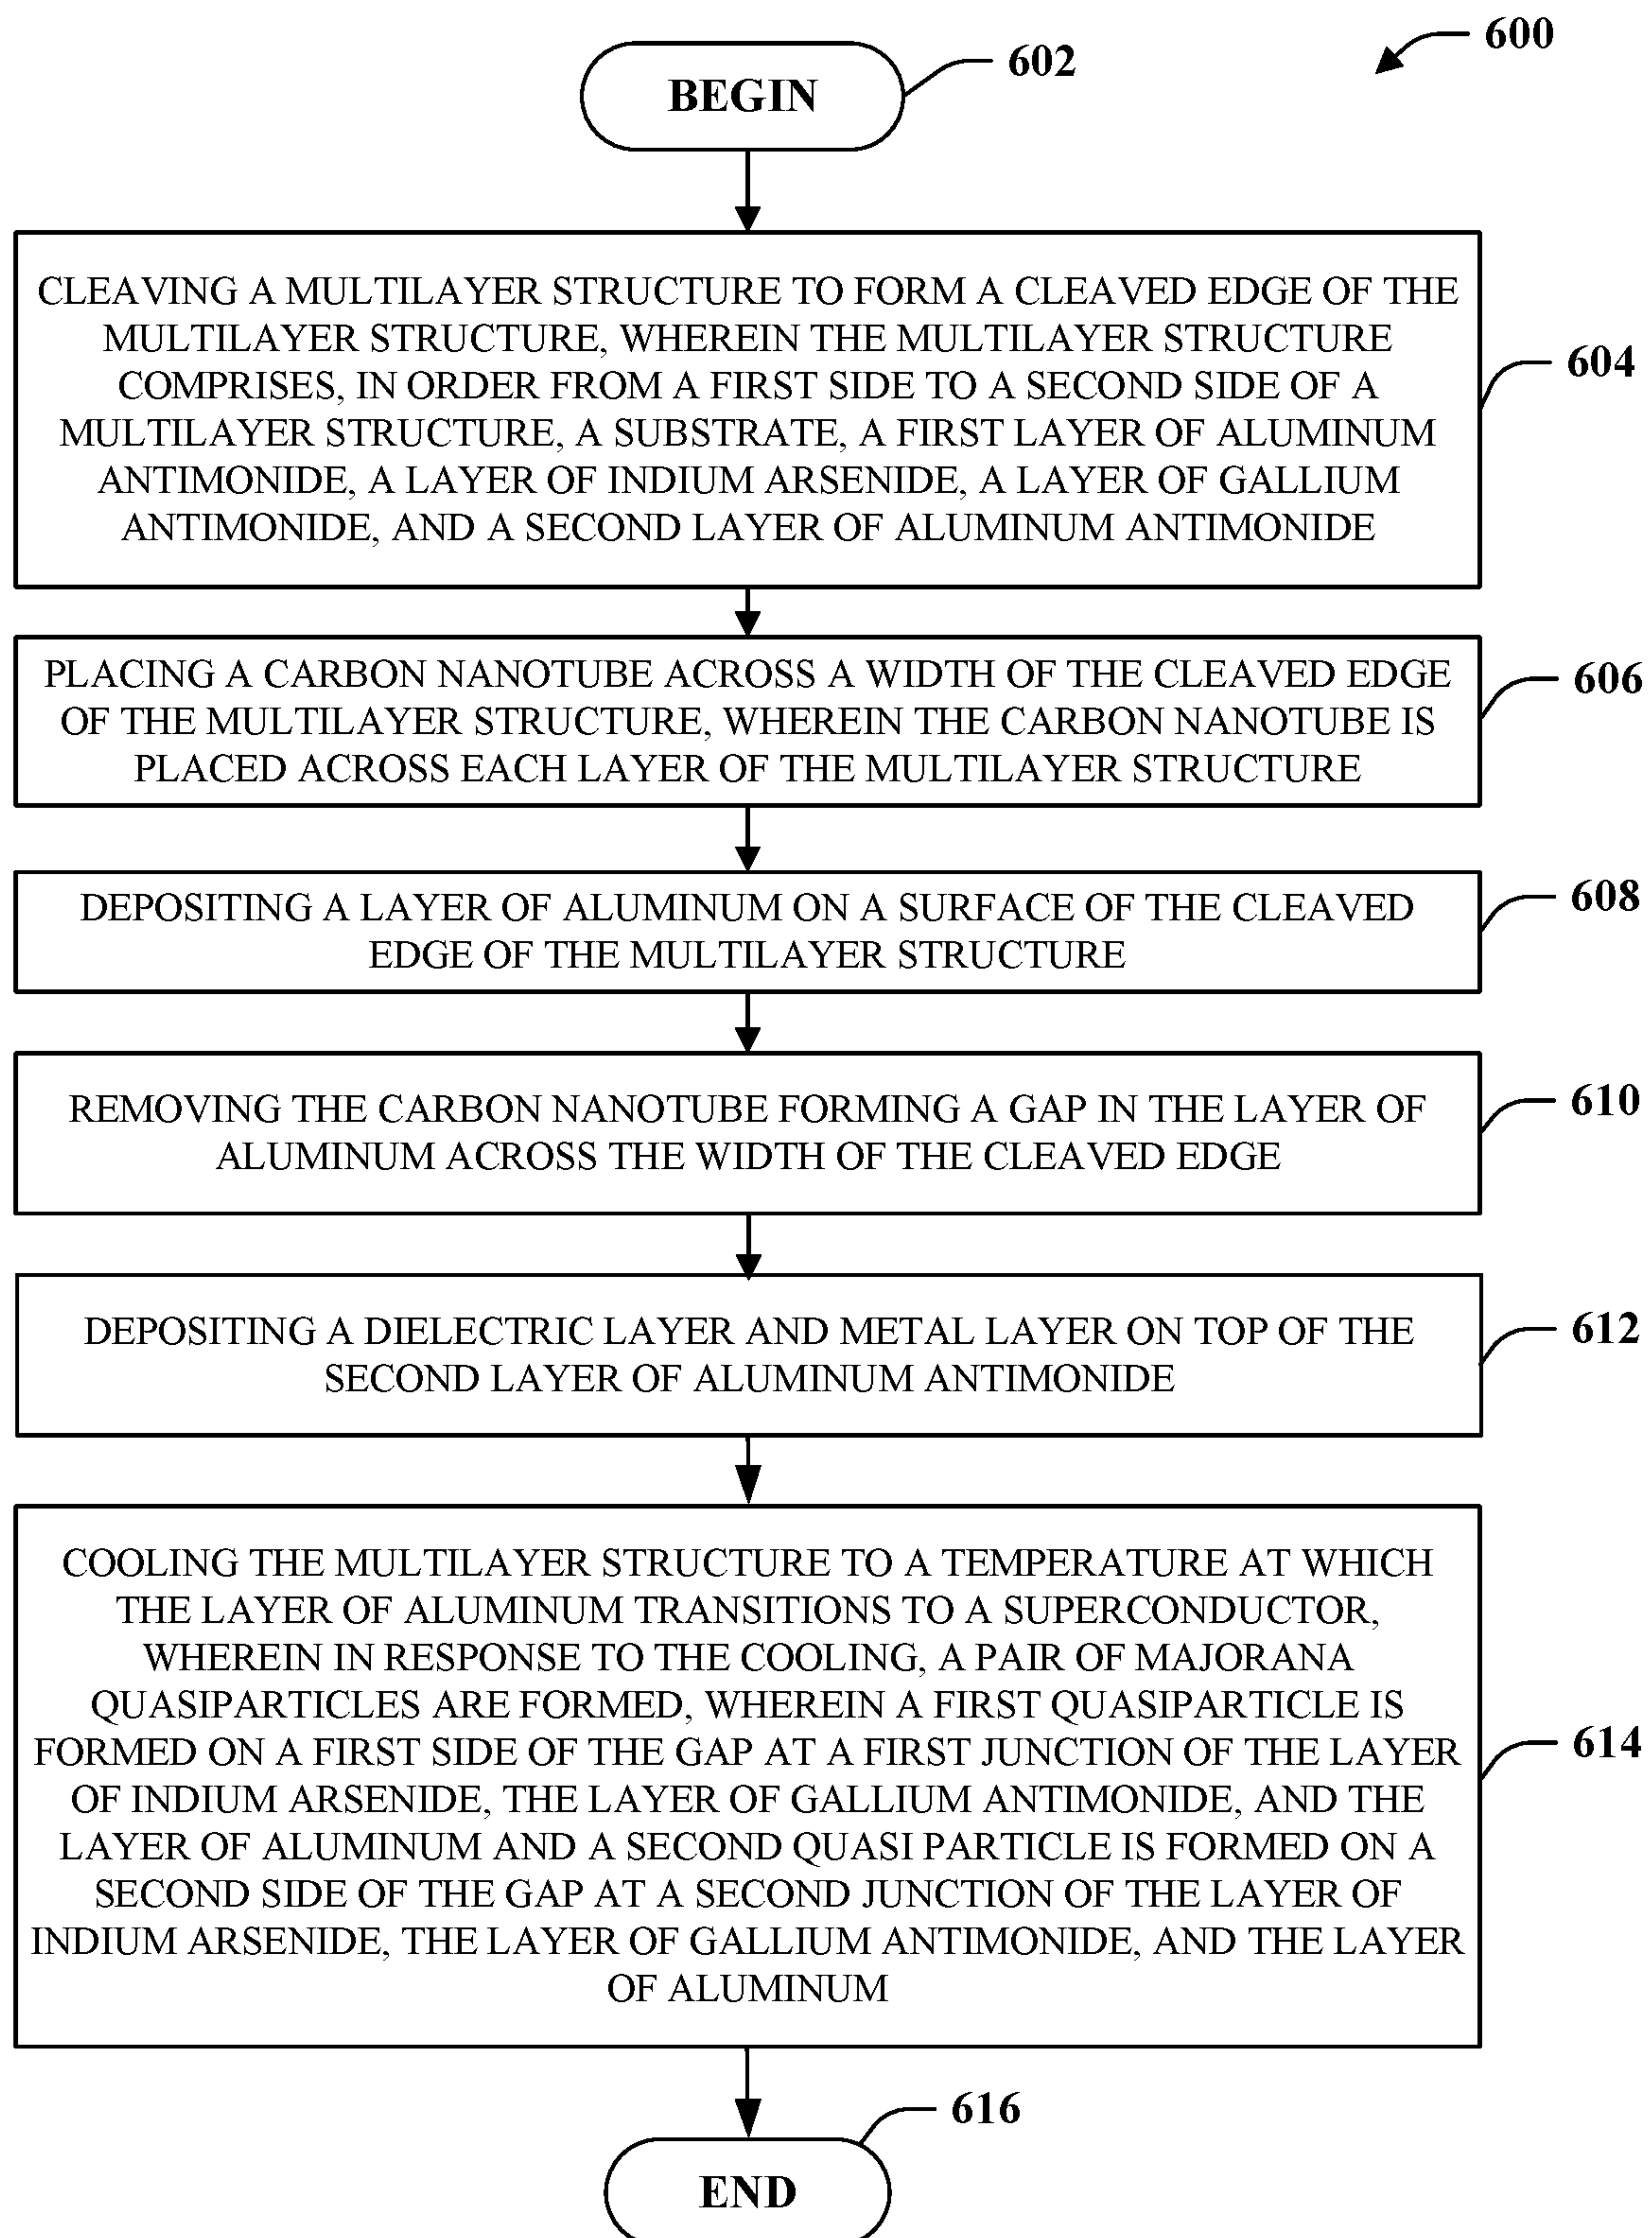 600
BEGIN
602
CLEAVING A MULTILAYER STRUCTURE TO FORM A CLEAVED EDGE OF THE
MULTILAYER STRUCTURE, WHEREIN THE MULTILAYER STRUCTURE
COMPRISES, IN ORDER FROM A FIRST SIDE TO A SECOND SIDE OF A
MULTILAYER STRUCTURE, A SUBSTRATE, A FIRST LAYER OF ALUMINUM
ANTIMONIDE, A LAYER OF INDIUM ARSENIDE, A LAYER OF GALLIUM
ANTIMONIDE, AND A SECOND LAYER OF ALUMINUM ANTIMONIDE
604
PLACING A CARBON NANOTUBE ACROSS A WIDTH OF THE CLEAVED EDGE
OF THE MULTILAYER STRUCTURE, WHEREIN THE CARBON NANOTUBE IS
PLACED ACROSS EACH LAYER OF THE MULTILAYER STRUCTURE
606
DEPOSITING A LAYER OF ALUMINUM ON A SURFACE OF THE CLEAVED
EDGE OF THE MULTILAYER STRUCTURE
608
REMOVING THE CARBON NANOTUBE FORMING A GAP IN THE LAYER OF
ALUMINUM ACROSS THE WIDTH OF THE CLEAVED EDGE
610
DEPOSITING A DIELECTRIC LAYER AND METAL LAYER ON TOP OF THE
SECOND LAYER OF ALUMINUM ANTIMONIDE
612
COOLING THE MULTILAYER STRUCTURE TO A TEMPERATURE AT WHICH
THE LAYER OF ALUMINUM TRANSITIONS TO A SUPERCONDUCTOR,
WHEREIN IN RESPONSE TO THE COOLING, A PAIR OF MAJORANA
QUASIPARTICLES ARE FORMED, WHEREIN A FIRST QUASIPARTICLE IS
FORMED ON A FIRST SIDE OF THE GAP AT A FIRST JUNCTION OF THE LAYER
OF INDIUM ARSENIDE, THE LAYER OF GALLIUM ANTIMONIDE, AND THE
LAYER OF ALUMINUM AND A SECOND QUASI PARTICLE IS FORMED ON A
SECOND SIDE OF THE GAP AT A SECOND JUNCTION OF THE LAYER OF
INDIUM ARSENIDE, THE LAYER OF GALLIUM ANTIMONIDE, AND THE LAYER
OF ALUMINUM
614
616
END